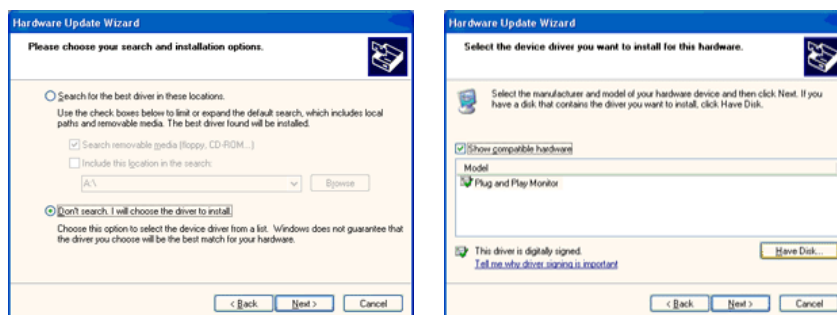 Hardware Update Wizard
Please choose your search and installation options.
Search for the best driver in these locations.
Use the check boxes below to limit or expand the default search, which includes local
paths and removable media. The best driver found will be installed.
Search removable media (floppy, CD-ROM...)
Include this location in the search:
A:\
Browse
Don't search. I will choose the driver to install.
Choose this option to select the device driver from a list. Windows does not guarantee that
the driver you choose will be the best match for your hardware.
< Back
Next >
Cancel
Hardware Update Wizard
Select the device driver you want to install for this hardware.
Select the manufacturer and model of your hardware device and then click Next. If you
have a disk that contains the driver you want to install, click Have Disk.
Show compatible hardware
Model
Plug and Play Monitor
This driver is digitally signed.
Tell me why driver signing is important
Have Disk...
< Back
Next >
Cancel